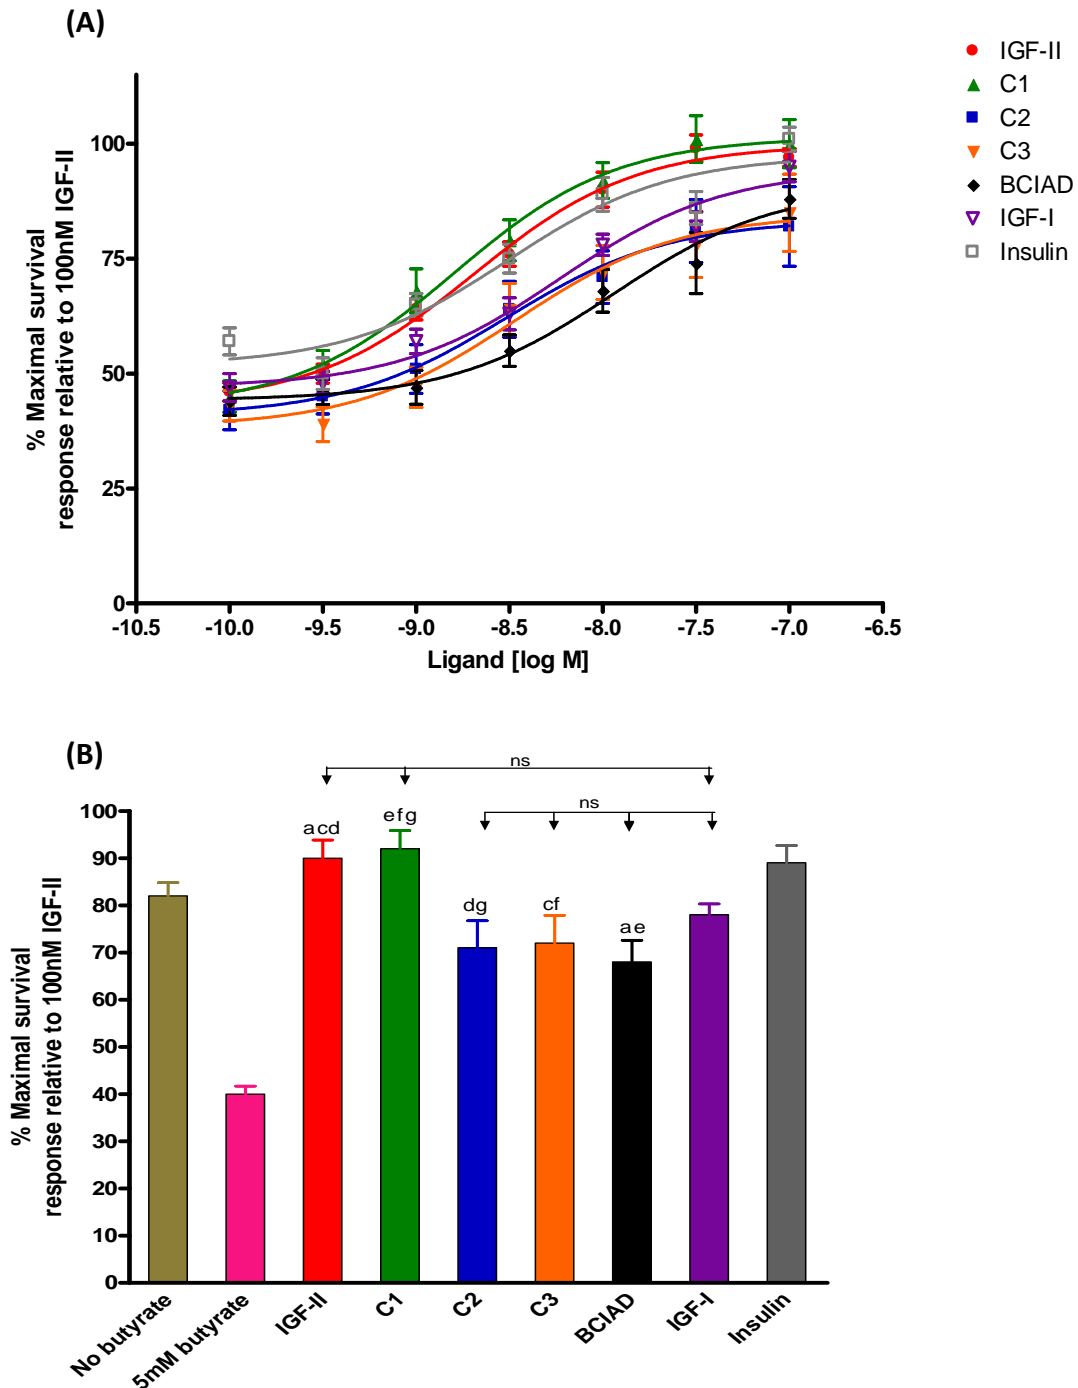 (A)
IGF-II
C1
C2
C3
BCIAD
IGF-I
Insulin
% Maximal survival
response relative to 100nM IGF-II
100
75
50
25
0
-10.5 -10.0 -9.5 -9.0 -8.5 -8.0 -7.5 -7.0 -6.5
Ligand [log M]
(B)
ns
ns
acd efg dg cf ae
% Maximal survival
response relative to 100nM IGF-II
100
90
80
70
60
50
40
30
20
10
0
No butyrate
5mM butyrate
IGF-II
C1
C2
C3
BCIAD
IGF-I
Insulin